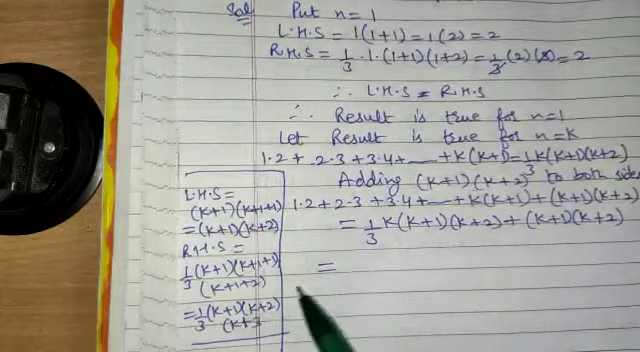 Sol Put n=1
L.H.S = 1(1+1) = 1(2) = 2
R.H.S = 1/3 . 1. (1+1)(1+2) = 1/3 (2)(3) = 2
∴ L.H.S = R.H.S
∴ Result is true for n=1
Let Result is true for n=K
1.2 + 2.3 + 3.4 + --- + K(K+1) = 1/3 K(K+1)(K+2)
Adding (K+1)(K+2) to both sides
1.2 + 2.3 + 3.4 + --- + K(K+1) + (K+1)(K+2)
= 1/3 K(K+1)(K+2) + (K+1)(K+2)
=
L.H.S =
(K+1)(K+1+1)
= (K+1)(K+2)
R.H.S =
1/3 (K+1)(K+1+1)
(K+1+2)
= 1/3 (K+1)(K+2)
(K+3